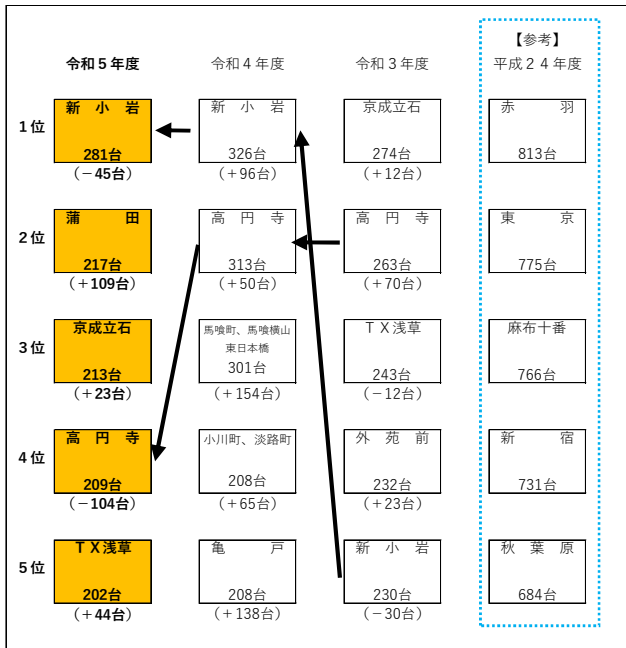 【参考】
令和５年度 令和４年度 令和３年度 平成２４年度
1位
新小岩 281台 (－45台)
新小岩 326台 (＋96台)
京成立石 274台 (＋12台)
赤羽 813台
2位
蒲田 217台 (＋109台)
高円寺 313台 (＋50台)
高円寺 263台 (＋70台)
東京 775台
3位
京成立石 213台 (＋23台)
馬喰町、馬喰横山
東日本橋
301台 (＋154台)
ＴＸ浅草 243台 (－12台)
麻布十番 766台
4位
高円寺 209台 (－104台)
小川町、淡路町 208台 (＋65台)
外苑前 232台 (＋23台)
新宿 731台
5位
ＴＸ浅草 202台 (＋44台)
亀戸 208台 (＋138台)
新小岩 230台 (－30台)
秋葉原 684台